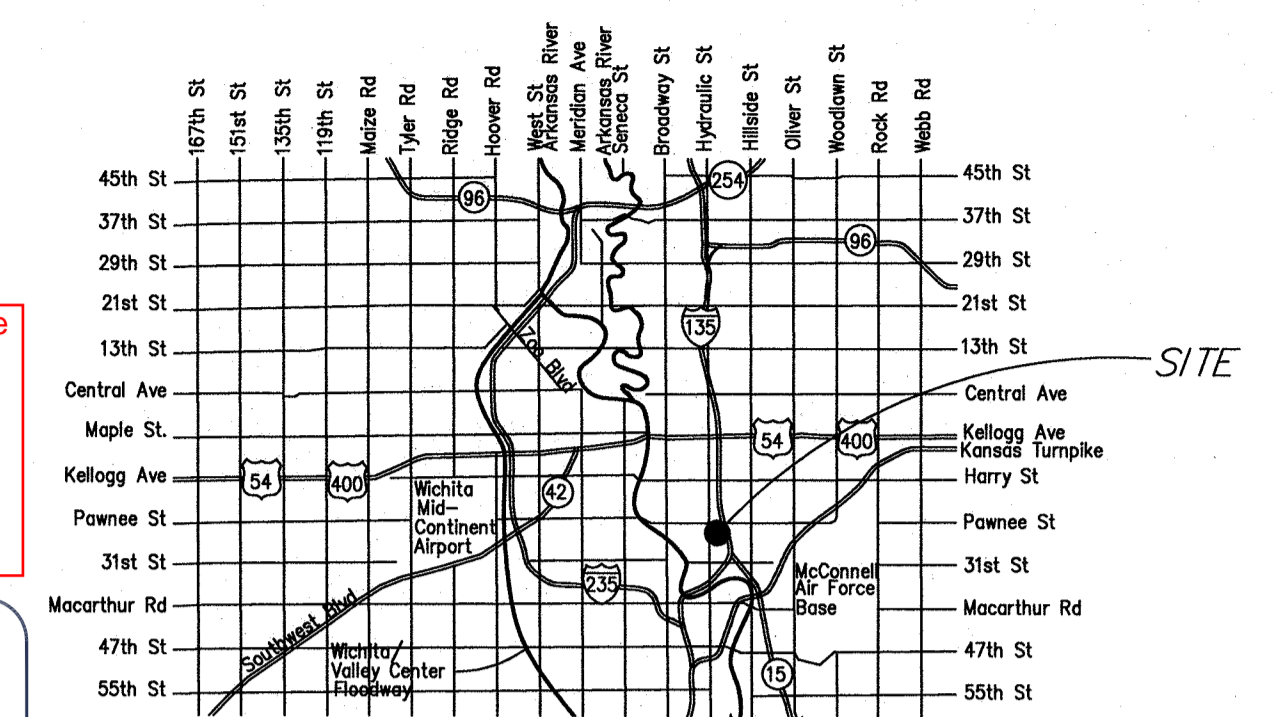 167th St
151st St
135th St
119th St
Maize Rd
Tyler Rd
Ridge Rd
Hoover Rd
West St
Arkansas River
Meridian Ave
Arkansas River
Seneca St
Broadway St
Hydraulic St
Hillside St
Oliver St
Woodlawn St
Rock Rd
Webb Rd
45th St
254
45th St
96
37th St
37th St
96
29th St
29th St
21st St
21st St
135
13th St
13th St
Zoo Blvd
SITE
Central Ave
Central Ave
Maple St.
54
400
Kellogg Ave
Kansas Turnpike
Kellogg Ave
54
400
Harry St
Wichita
Mid-
Continent
Airport
42
Pawnee St
Pawnee St
31st St
31st St
235
McConnell
Air Force
Base
Macarthur Rd
Macarthur Rd
Southwest Blvd
47th St
47th St
Wichita/
Valley Center
Floodway
15
55th St
55th St
e